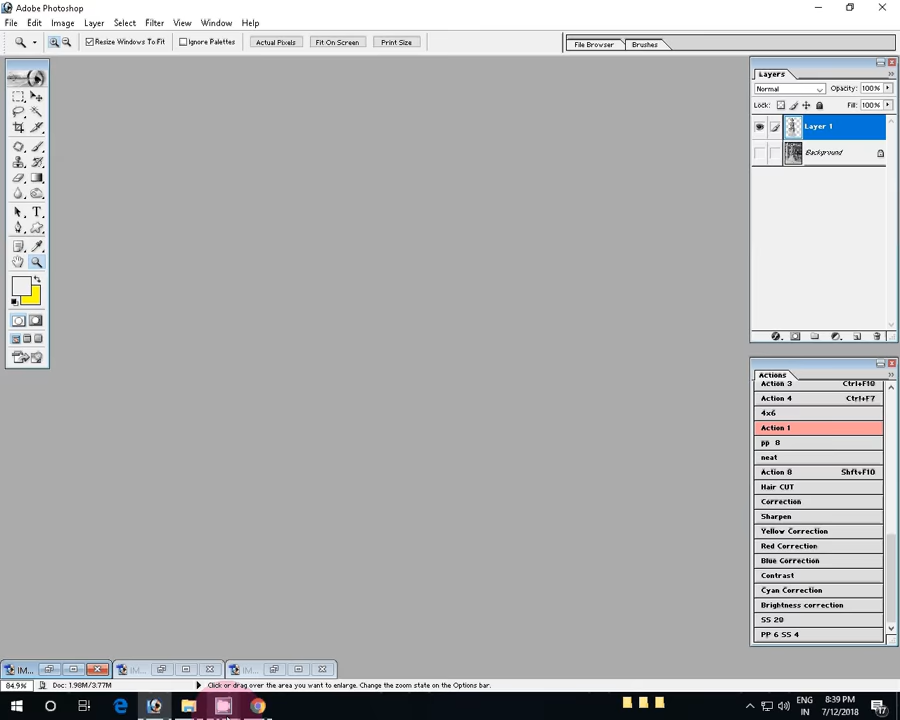 Adobe Photoshop
File Edit Image Layer Select Filter View Window Help
Resize Windows To Fit Ignore Palettes Actual Pixels Fit On Screen Print Size File Browser Brushes
Layers
Normal Opacity: 100%
Lock: Fill: 100%
Layer 1
Background
Actions
Action 3 Ctrl+F10
Action 4 Ctrl+F7
4x6
Action 1
pp 8
neat
Action 8 Shft+F10
Hair CUT
Correction
Sharpen
Yellow Correction
Red Correction
Blue Correction
Contrast
Cyan Correction
Brightness correction
SS 20
PP 6 SS 4
IM...
84.9% Doc: 1.98M/3.77M Click or drag over the area you want to enlarge. Change the zoom state on the Options bar.
ENG 8:39 PM
IN 7/12/2018 17